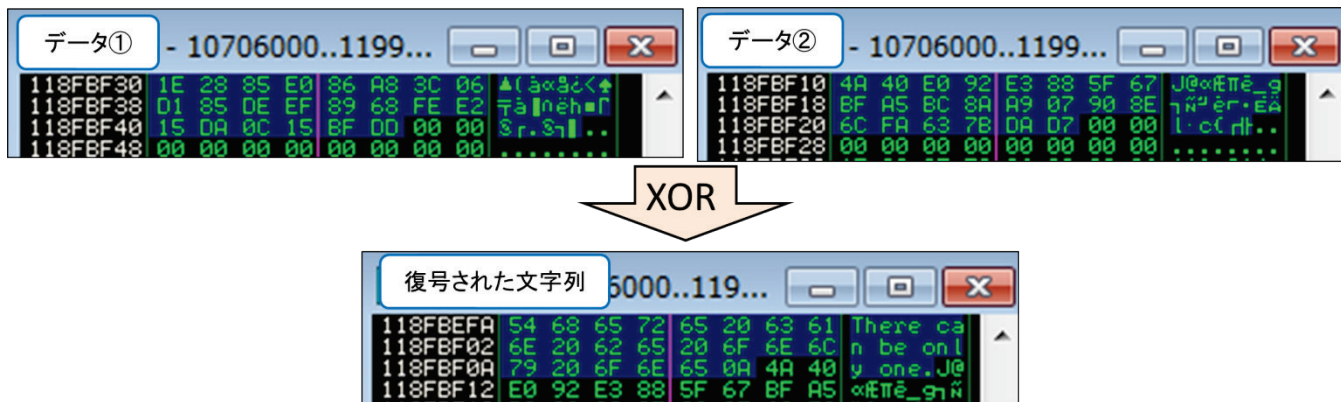 データ①
- 10706000..1199...
118FBF30 1E 28 85 E0 86 A8 3C 06 ▲(à∝å¿<♠
118FBF38 D1 85 DE EF 89 68 FE E2 ╤à▐∩ëh■Γ
118FBF40 15 DA 0C 15 BF DD 00 00 §┌.§┐▌..
118FBF48 00 00 00 00 00 00 00 00 ........
データ②
- 10706000..1199...
118FBF10 4A 40 E0 92 E3 88 5F 67 J@∝Æπê_g
118FBF18 BF A5 BC 8A A9 07 90 8E ┐Ñ╝è⌐•ÉÄ
118FBF20 6C FA 63 7B DA D7 00 00 l·c{┌╫..
118FBF28 00 00 00 00 00 00 00 00 ........
XOR
復号された文字列
6000..119...
118FBEFA 54 68 65 72 65 20 63 61 There ca
118FBF02 6E 20 62 65 20 6F 6E 6C n be onl
118FBF0A 79 20 6F 6E 65 0A 4A 40 y one.J@
118FBF12 E0 92 E3 88 5F 67 BF A5 ∝Æπê_g┐Ñ